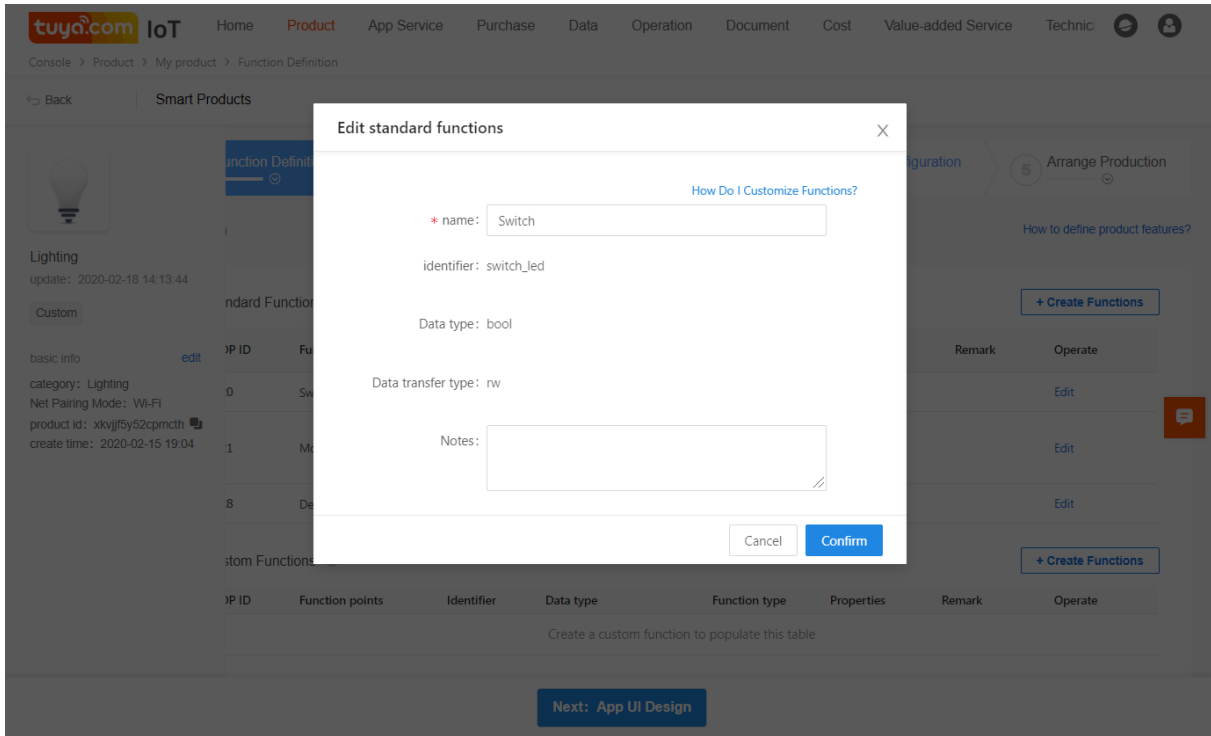 tuya.com IoT Home Product App Service Purchase Data Operation Document Cost Value-added Service Technic
Console > Product > My product > Function Definition
Back Smart Products
Edit standard functions
How Do I Customize Functions?
* name: Switch
identifier: switch_led
Data type: bool
Data transfer type: rw
Notes:
Cancel Confirm
unction Definiti
iguration
5 Arrange Production
How to define product features?
Lighting
update: 2020-02-18 14:13:44
Custom
basic info edit
category: Lighting
Net Pairing Mode: Wi-Fi
product id: xkvjjf5y52cpmcth
create time: 2020-02-15 19:04
ndard Function
+ Create Functions
DP ID Fu Remark Operate
0 Sw Edit
1 Mo Edit
8 De Edit
stom Functions
+ Create Functions
DP ID Function points Identifier Data type Function type Properties Remark Operate
Create a custom function to populate this table
Next: App UI Design